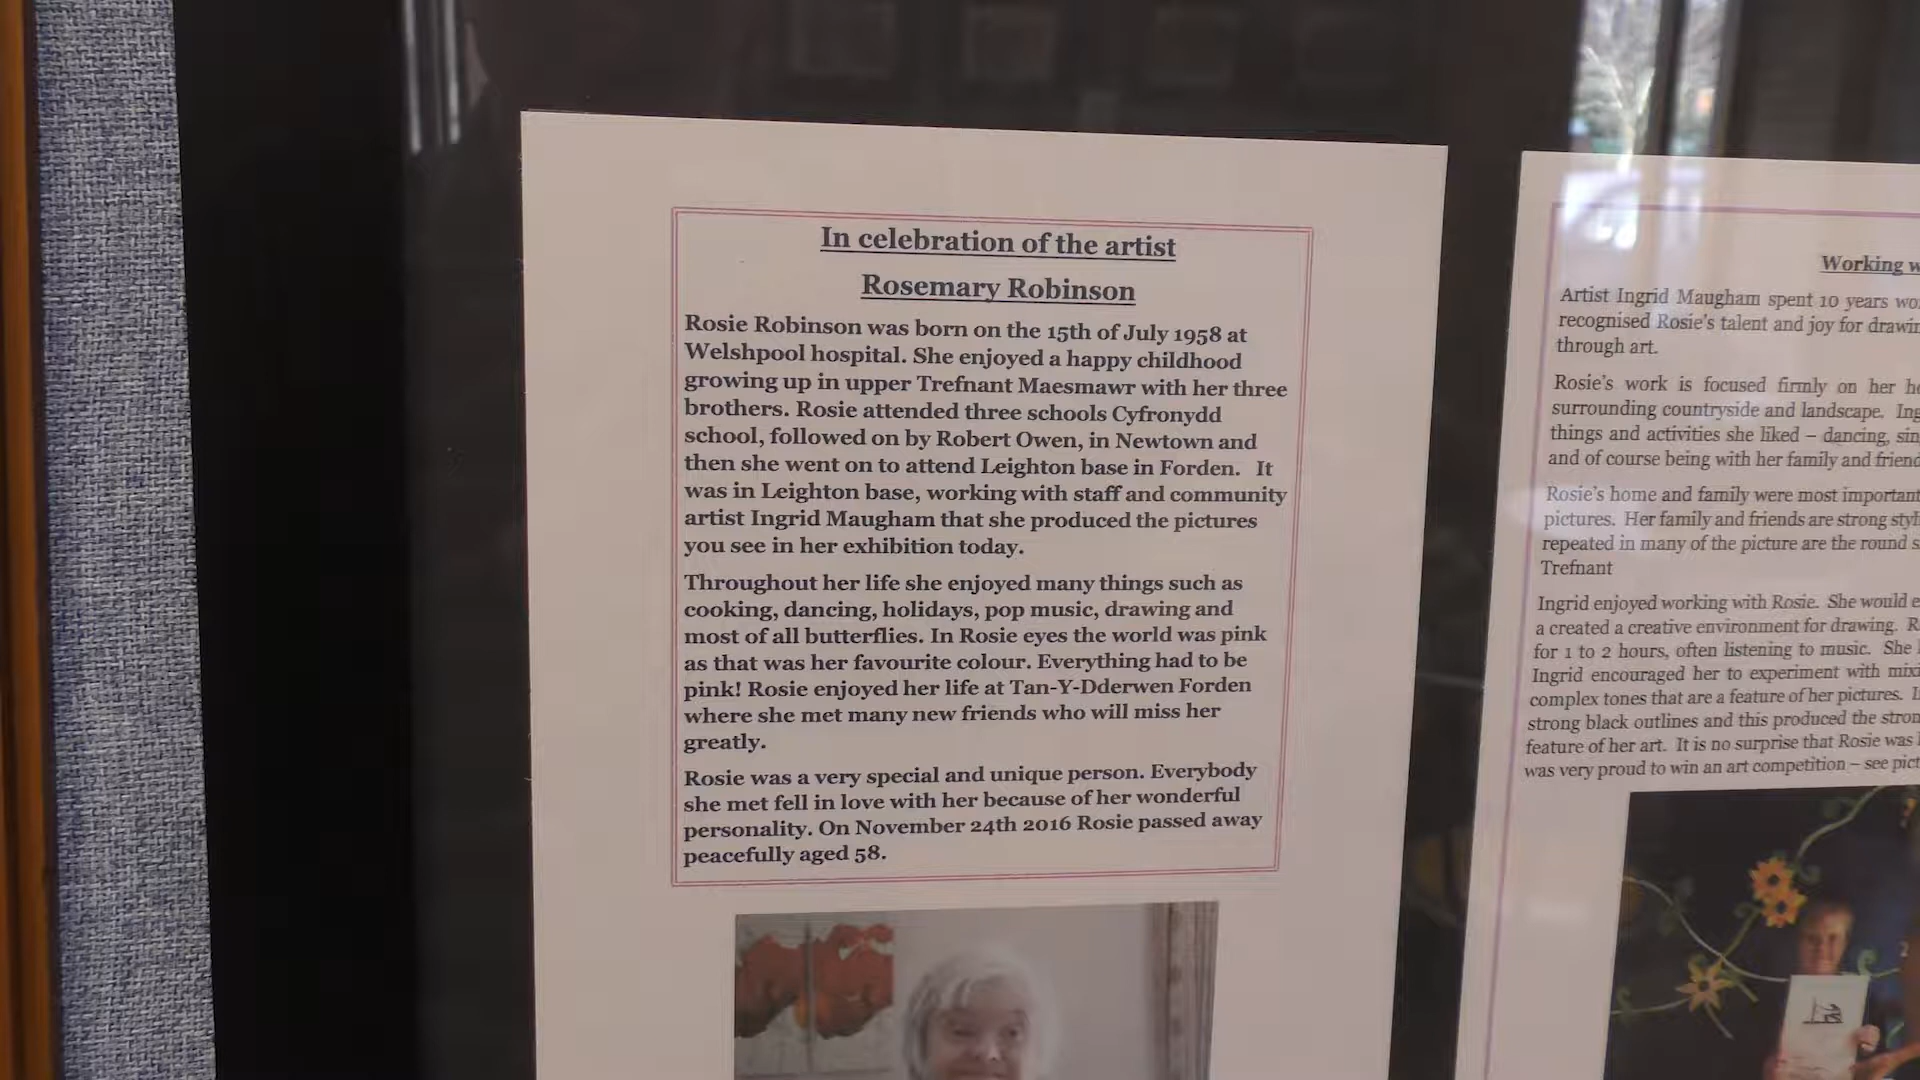 In celebration of the artist
Rosemary Robinson
Rosie Robinson was born on the 15th of July 1958 at
Welshpool hospital. She enjoyed a happy childhood
growing up in upper Trefnant Maesmawr with her three
brothers. Rosie attended three schools Cyfronydd
school, followed on by Robert Owen, in Newtown and
then she went on to attend Leighton base in Forden. It
was in Leighton base, working with staff and community
artist Ingrid Maugham that she produced the pictures
you see in her exhibition today.
Throughout her life she enjoyed many things such as
cooking, dancing, holidays, pop music, drawing and
most of all butterflies. In Rosie eyes the world was pink
as that was her favourite colour. Everything had to be
pink! Rosie enjoyed her life at Tan-Y-Dderwen Forden
where she met many new friends who will miss her
greatly.
Rosie was a very special and unique person. Everybody
she met fell in love with her because of her wonderful
personality. On November 24th 2016 Rosie passed away
peacefully aged 58.
Working
Artist Ingrid Maugham spent 10 years
recognised Rosie's talent and joy for
through art.
Rosie's work is focused firmly on her
surrounding countryside and landscape.
things and activities she liked – dancing,
and of course being with her family and
Rosie's home and family were most
pictures. Her family and friends are strong
repeated in many of the picture are the round
Trefnant
Ingrid enjoyed working with Rosie. She would
a created a creative environment for drawing.
for 1 to 2 hours, often listening to music. She
Ingrid encouraged her to experiment with
complex tones that are a feature of her pictures.
strong black outlines and this produced the
feature of her art. It is no surprise that Rosie was
was very proud to win an art competition – see